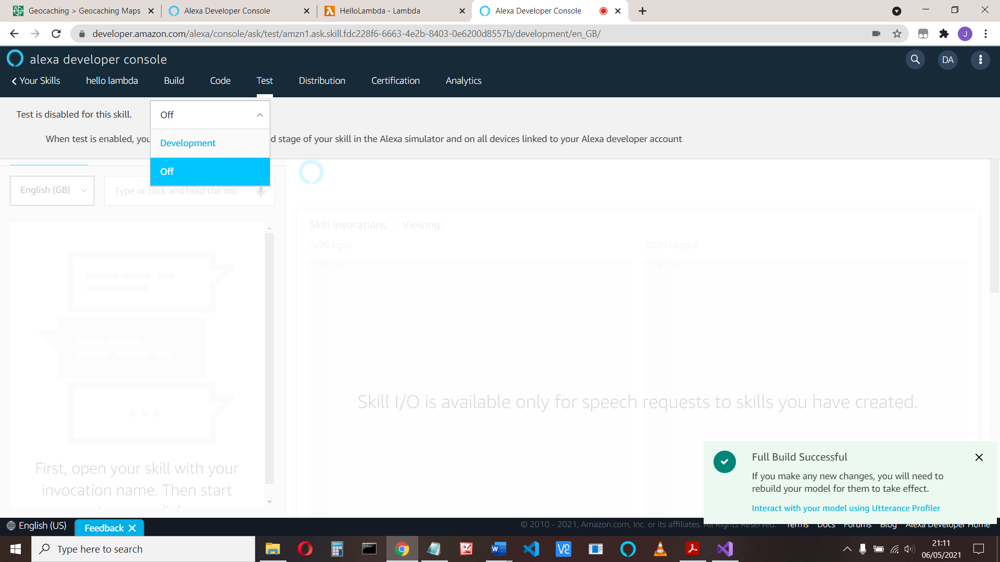 Geocaching > Geocaching Maps
Alexa Developer Console
HelloLambda - Lambda
Alexa Developer Console
developer.amazon.com/alexa/console/ask/test/amzn1.ask.skill.fdc228f6-6663-4e2b-8403-0e6200d8557b/development/en_GB/
J
alexa developer console
DA
Your Skills
hello lambda
Build
Code
Test
Distribution
Certification
Analytics
Test is disabled for this skill.
Off
When test is enabled, you
d stage of your skill in the Alexa simulator and on all devices linked to your Alexa developer account
Development
Off
English (GB)
Type or click and hold the mic
Skill Invocations
Viewing:
JSON Input
JSON Output
1
1
Skill I/O is available only for speech requests to skills you have created.
First, open your skill with your
invocation name. Then start
Full Build Successful
If you make any new changes, you will need to
rebuild your model for them to take effect.
Interact with your model using Utterance Profiler
English (US)
Feedback
© 2010 - 2021, Amazon.com, Inc. or its affiliates. All Rights Reserved.
Terms
Docs
Forums
Blog
Alexa Developer Home
Type here to search
21:11
06/05/2021